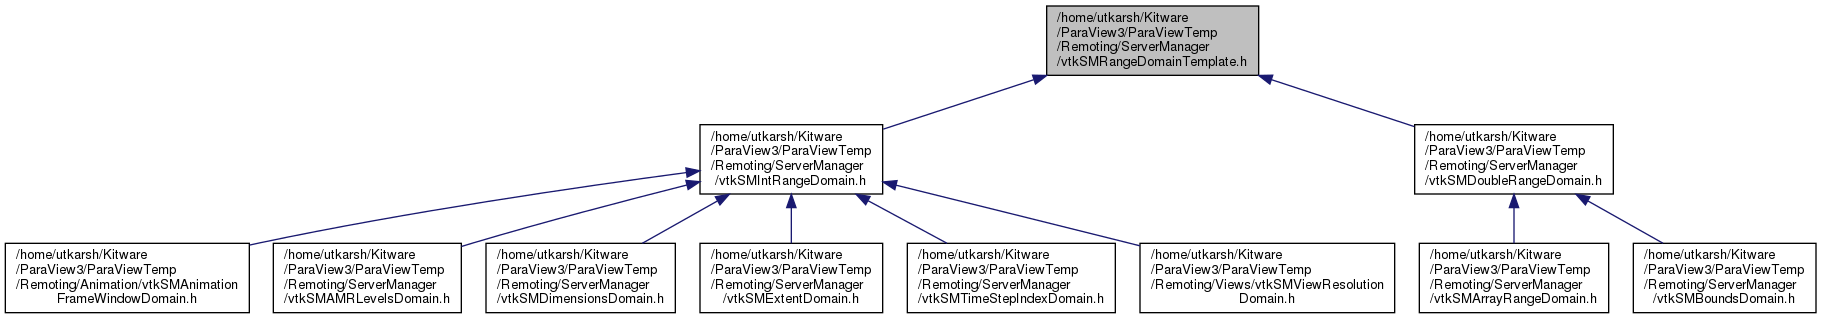 /home/utkarsh/Kitware
/ParaView3/ParaViewTemp
/Remoting/ServerManager
/vtkSMRangeDomainTemplate.h
/home/utkarsh/Kitware
/ParaView3/ParaViewTemp
/Remoting/ServerManager
/vtkSMIntRangeDomain.h
/home/utkarsh/Kitware
/ParaView3/ParaViewTemp
/Remoting/ServerManager
/vtkSMDoubleRangeDomain.h
/home/utkarsh/Kitware
/ParaView3/ParaViewTemp
/Remoting/Animation/vtkSMAnimation
FrameWindowDomain.h
/home/utkarsh/Kitware
/ParaView3/ParaViewTemp
/Remoting/ServerManager
/vtkSMAMRLevelsDomain.h
/home/utkarsh/Kitware
/ParaView3/ParaViewTemp
/Remoting/ServerManager
/vtkSMDimensionsDomain.h
/home/utkarsh/Kitware
/ParaView3/ParaViewTemp
/Remoting/ServerManager
/vtkSMExtentDomain.h
/home/utkarsh/Kitware
/ParaView3/ParaViewTemp
/Remoting/ServerManager
/vtkSMTimeStepIndexDomain.h
/home/utkarsh/Kitware
/ParaView3/ParaViewTemp
/Remoting/Views/vtkSMViewResolution
Domain.h
/home/utkarsh/Kitware
/ParaView3/ParaViewTemp
/Remoting/ServerManager
/vtkSMArrayRangeDomain.h
/home/utkarsh/Kitware
/ParaView3/ParaViewTemp
/Remoting/ServerManager
/vtkSMBoundsDomain.h